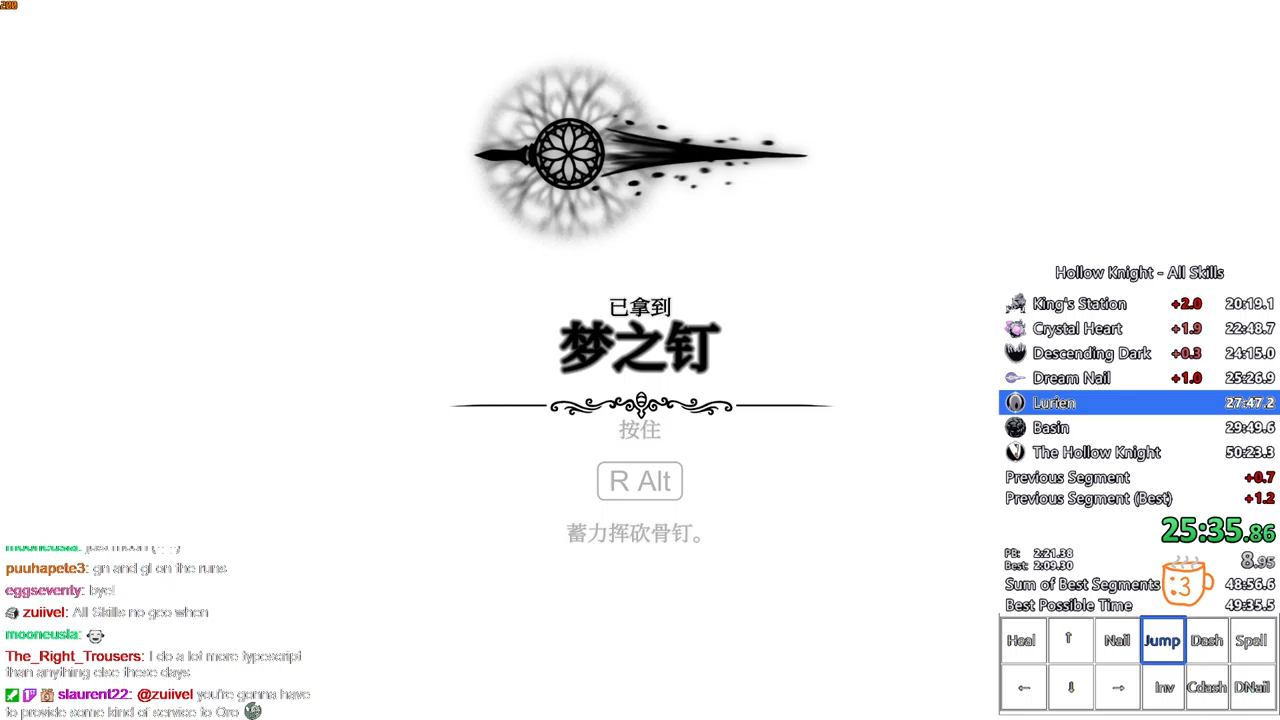 200
已拿到
梦之钉
按住
R Alt
蓄力挥砍骨钉。
puuhapete3: gn and gl on the runs
eggseventy: bye!
zuiivel: All Skills no geo when
mooneusla:
The_Right_Trousers: I do a lot more typescript
than anything else these days
slaurent22: @zuiivel you're gonna have
to provide some kind of service to Oro
Hollow Knight - All Skills
King's Station +2.0 20:19.1
Crystal Heart +1.9 22:48.7
Descending Dark +0.3 24:15.0
Dream Nail +1.0 25:26.9
Lurien 27:47.2
Basin 29:49.6
The Hollow Knight 50:23.3
Previous Segment +0.7
Previous Segment (Best) +1.2
25:35.86
PB: 2:21.38
Best: 2:09.30
8.95
Sum of Best Segments 48:56.6
Best Possible Time 49:35.5
Heal ↑ Nail Jump Dash Spell
← ↓ → Inv Cdash DNail